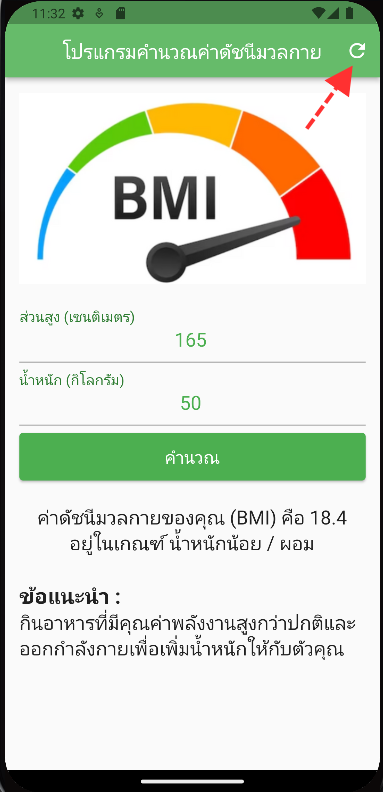 11:32
โปรแกรมคำนวณค่าดัชนีมวลกาย
BMI
ส่วนสูง (เซนติเมตร)
165
น้ำหนัก (กิโลกรัม)
50
คำนวณ
ค่าดัชนีมวลกายของคุณ (BMI) คือ 18.4
อยู่ในเกณฑ์ น้ำหนักน้อย / ผอม
ข้อแนะนำ :
กินอาหารที่มีคุณค่าพลังงานสูงกว่าปกติและ
ออกกำลังกายเพื่อเพิ่มน้ำหนักให้กับตัวคุณ